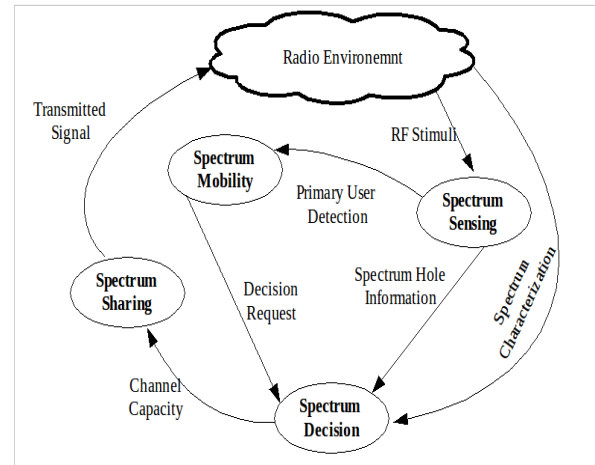 Radio Environemnt
Transmitted
Signal
RF Stimuli
Spectrum
Mobility
Primary User
Detection
Spectrum
Sensing
Spectrum
Sharing
Decision
Request
Spectrum Hole
Information
Spectrum
Characterization
Channel
Capacity
Spectrum
Decision